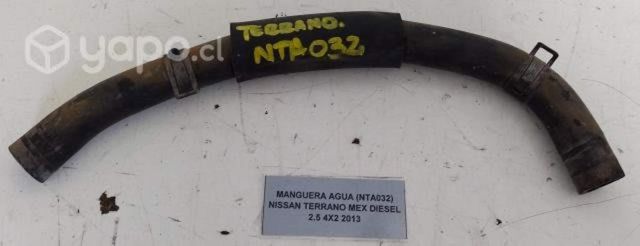 yapo.cl
TERRANO.
NTA032
MANGUERA AGUA (NTA032)
NISSAN TERRANO MEX DIESEL
2.5 4X2 2013